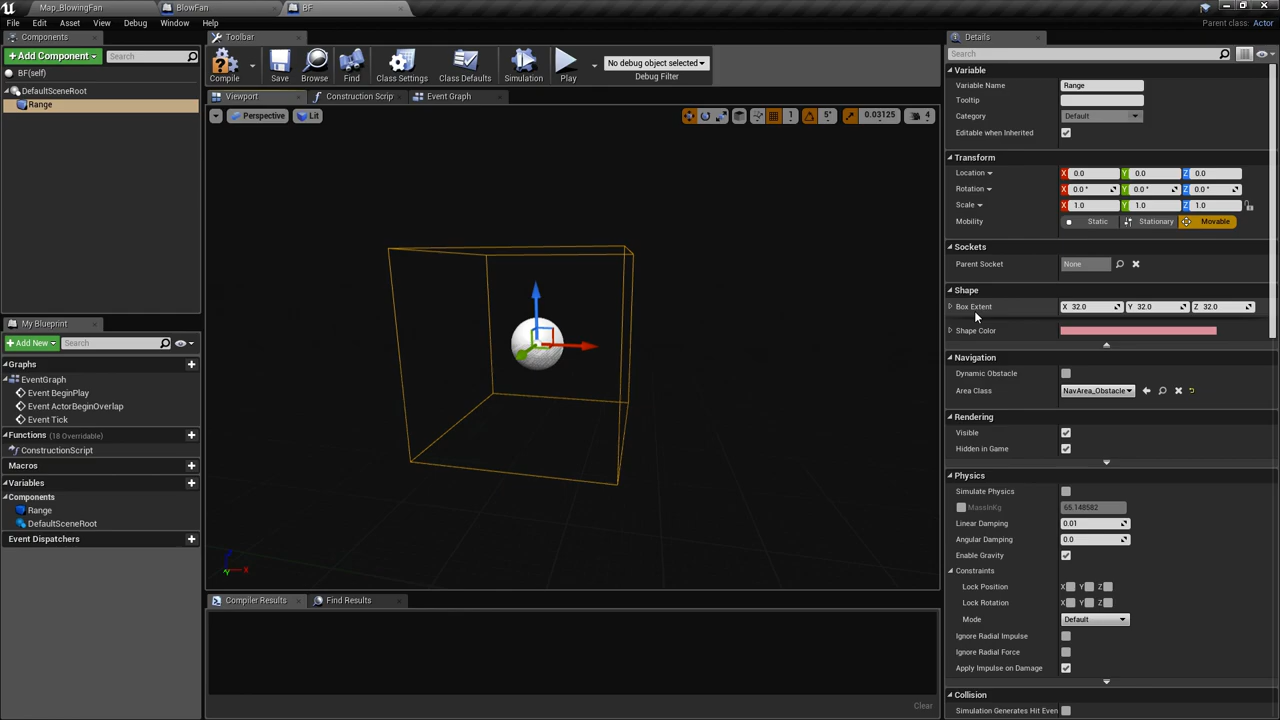 Map_BlowingFan
BlowFan
BF
File Edit Asset View Debug Window Help
Parent class: Actor
Components
+Add Component
Search
BF(self)
DefaultSceneRoot
Range
My Blueprint
+Add New
Search
Graphs
EventGraph
Event BeginPlay
Event ActorBeginOverlap
Event Tick
Functions (18 Overridable)
ConstructionScript
Macros
Variables
Components
Range
DefaultSceneRoot
Event Dispatchers
Toolbar
Compile Save Browse Find Class Settings Class Defaults Simulation Play
No debug object selected
Debug Filter
Viewport Construction Scrip Event Graph
Perspective Lit 1 5° 0.03125 4
Z X
Compiler Results Find Results
Clear
Details
Search
Variable
Variable Name Range
Tooltip
Category Default
Editable when Inherited
Transform
Location X 0.0 Y 0.0 Z 0.0
Rotation X 0.0 ° Y 0.0 ° Z 0.0 °
Scale X 1.0 Y 1.0 Z 1.0
Mobility Static Stationary Movable
Sockets
Parent Socket None
Shape
Box Extent X 32.0 Y 32.0 Z 32.0
Shape Color
Navigation
Dynamic Obstacle
Area Class NavArea_Obstacle
Rendering
Visible
Hidden in Game
Physics
Simulate Physics
MassInKg 65.148582
Linear Damping 0.01
Angular Damping 0.0
Enable Gravity
Constraints
Lock Position X Y Z
Lock Rotation X Y Z
Mode Default
Ignore Radial Impulse
Ignore Radial Force
Apply Impulse on Damage
Collision
Simulation Generates Hit Even